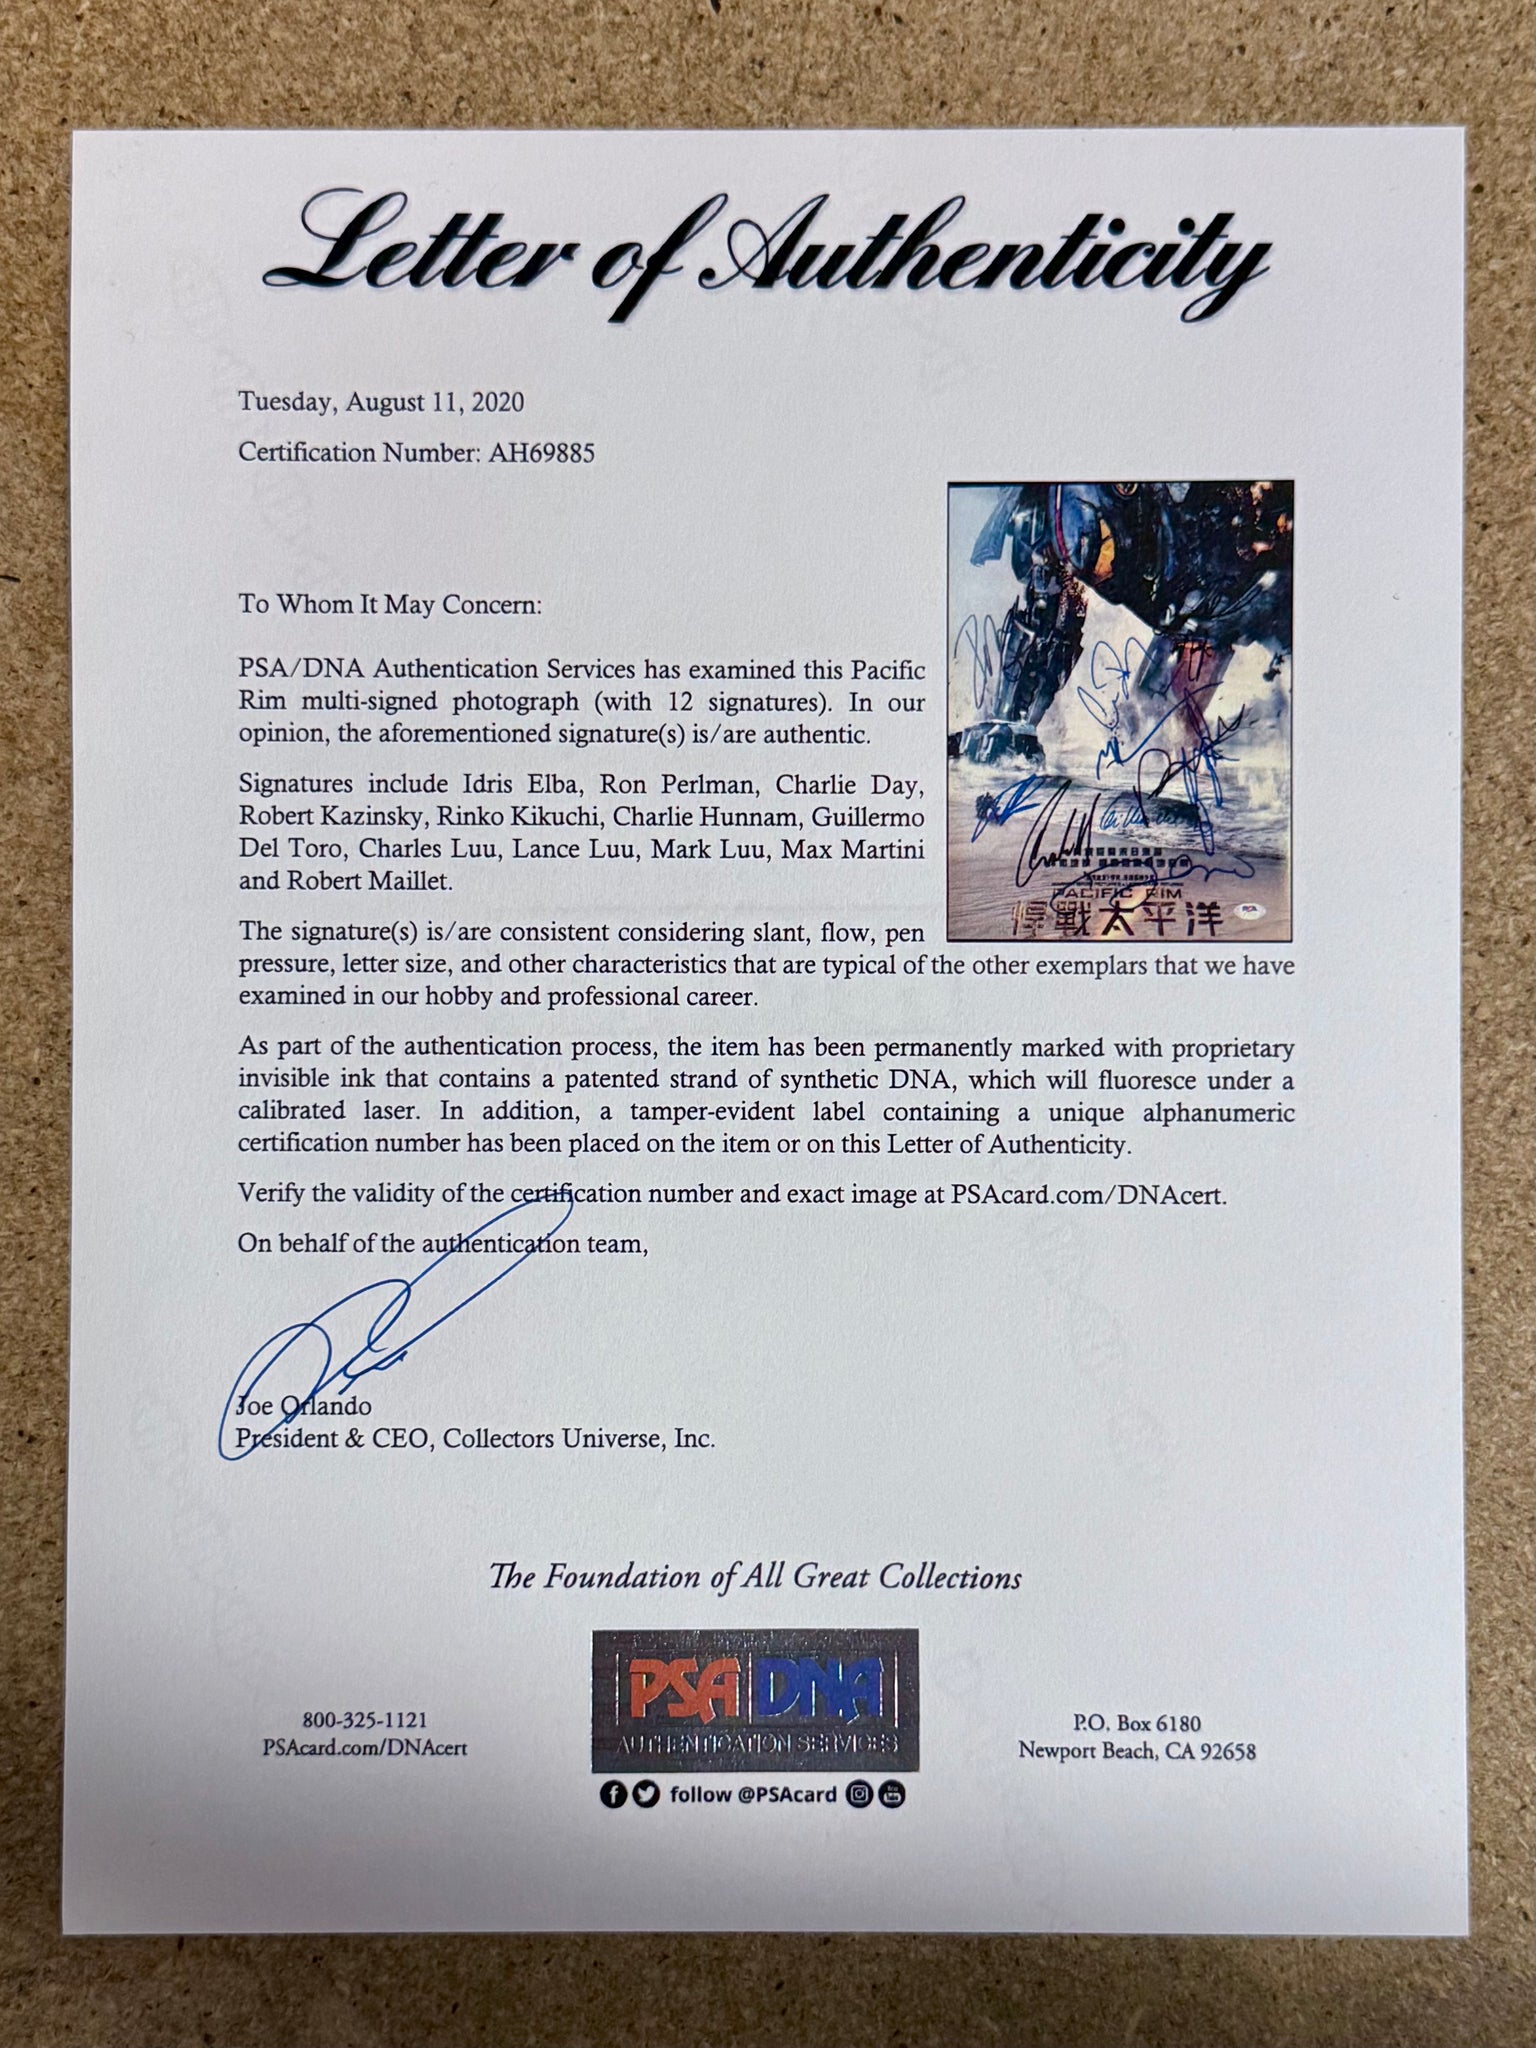 Letter of Authenticity
Tuesday, August 11, 2020
Certification Number: AH69885
To Whom It May Concern:
PSA/DNA Authentication Services has examined this Pacific
Rim multi-signed photograph (with 12 signatures). In our
opinion, the aforementioned signature(s) is/are authentic.
Signatures include Idris Elba, Ron Perlman, Charlie Day,
Robert Kazinsky, Rinko Kikuchi, Charlie Hunnam, Guillermo
Del Toro, Charles Luu, Lance Luu, Mark Luu, Max Martini
and Robert Maillet.
The signature(s) is/are consistent considering slant, flow, pen
pressure, letter size, and other characteristics that are typical of the other exemplars that we have
examined in our hobby and professional career.
PACIFIC RIM
戰太平洋
PSA
As part of the authentication process, the item has been permanently marked with proprietary
invisible ink that contains a patented strand of synthetic DNA, which will fluoresce under a
calibrated laser. In addition, a tamper-evident label containing a unique alphanumeric
certification number has been placed on the item or on this Letter of Authenticity.
Verify the validity of the certification number and exact image at PSAcard.com/DNAcert.
On behalf of the authentication team,
Joe Orlando
President & CEO, Collectors Universe, Inc.
The Foundation of All Great Collections
PSA DNA
AUTHENTICATION SERVICES
800-325-1121
PSAcard.com/DNAcert
P.O. Box 6180
Newport Beach, CA 92658
follow @PSAcard